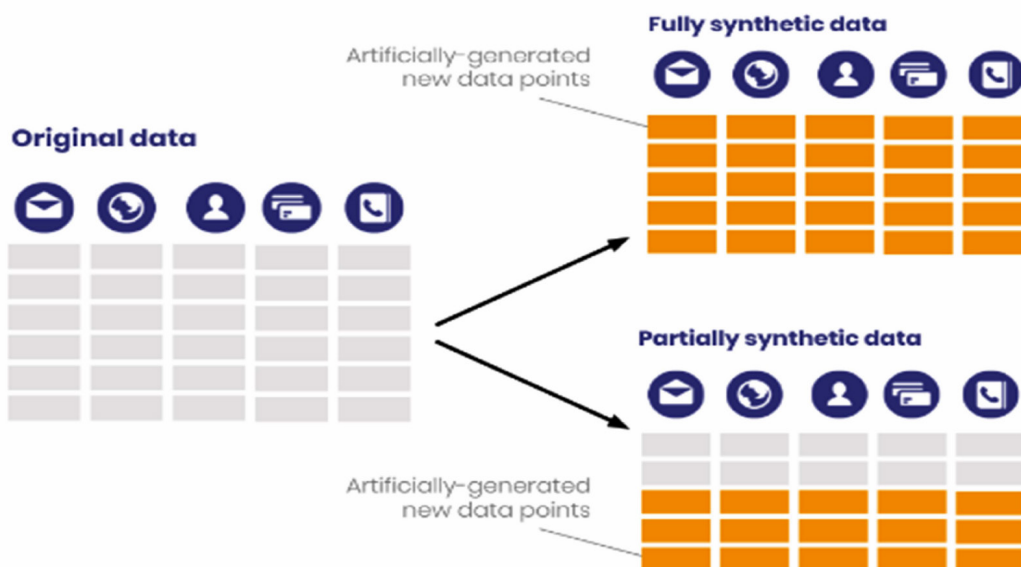 Fully synthetic data
Artificially-generated
new data points
Original data
Partially synthetic data
Artificially-generated
new data points